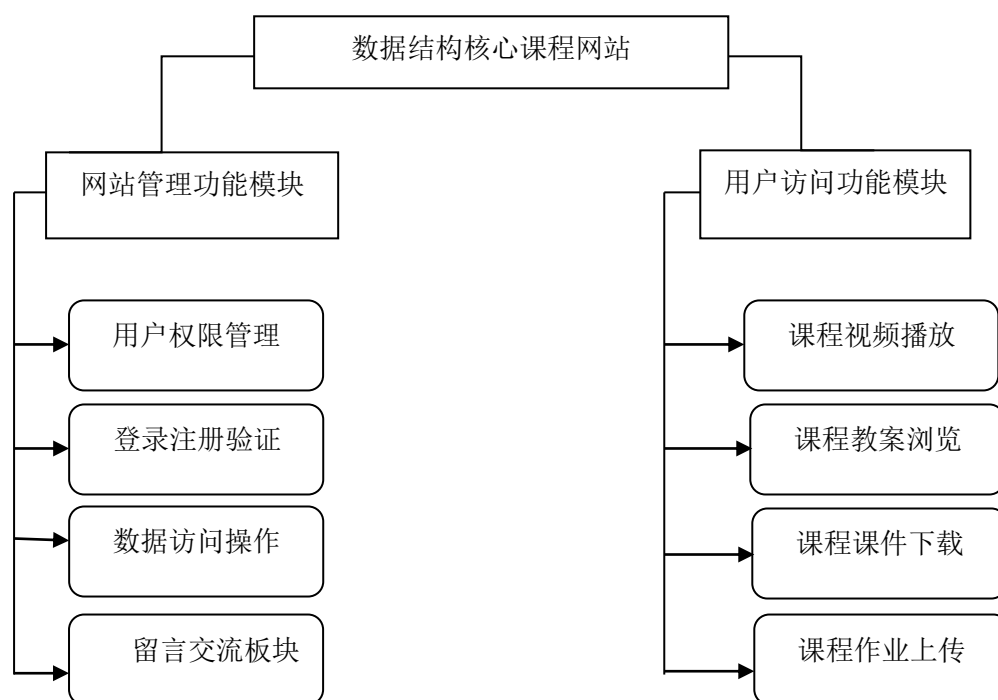 数据结构核心课程网站
网站管理功能模块
用户访问功能模块
用户权限管理
登录注册验证
数据访问操作
留言交流板块
课程视频播放
课程教案浏览
课程课件下载
课程作业上传